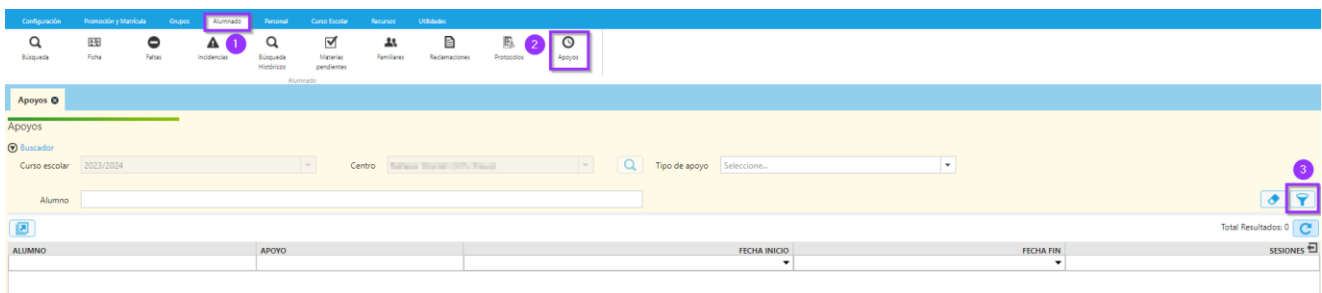 Configuración Promoción y Matrícula Grupos Alumnado Personal Curso Escolar Recursos Utilidades
Búsqueda Ficha Faltas Incidencias 1 Búsqueda Históricos Materias pendientes Familiares Reclamaciones Protocolos 2 Apoyos
Alumnado
Apoyos
Apoyos
Buscador
Curso escolar 2023/2024 Centro Tipo de apoyo Seleccione...
3
Alumno
Total Resultados: 0
ALUMNO APOYO FECHA INICIO FECHA FIN SESIONES